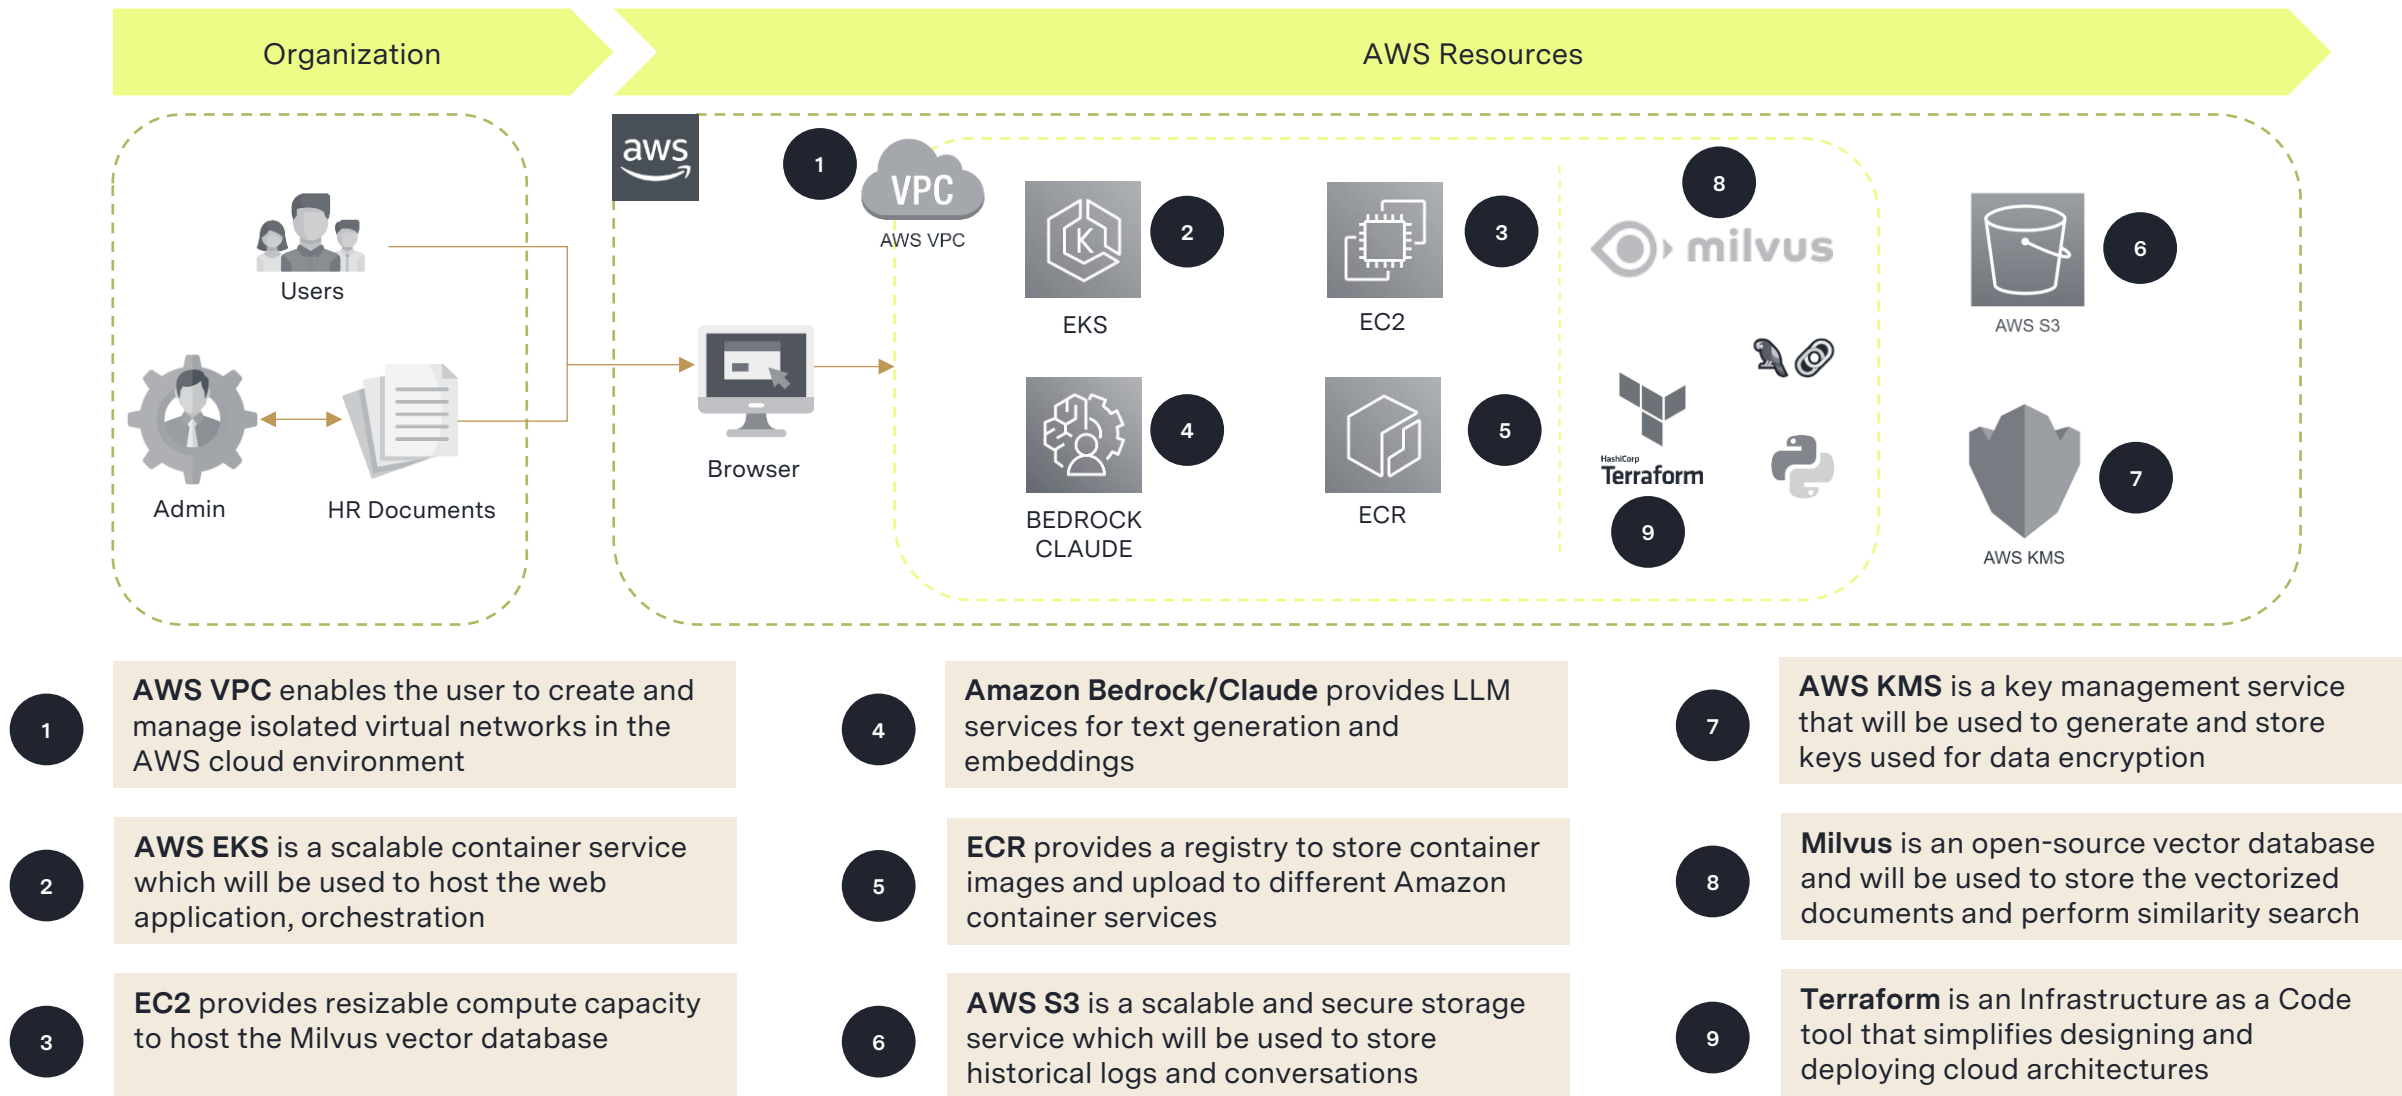 Organization
AWS Resources
aws
1
VPC
AWS VPC
K
EKS
2
EC2
3
8
milvus
6
AWS S3
Users
Admin
HR Documents
Browser
BEDROCK
CLAUDE
4
ECR
5
HashiCorp
Terraform
9
7
AWS KMS
1
AWS VPC enables the user to create and
manage isolated virtual networks in the
AWS cloud environment
2
AWS EKS is a scalable container service
which will be used to host the web
application, orchestration
3
EC2 provides resizable compute capacity
to host the Milvus vector database
4
Amazon Bedrock/Claude provides LLM
services for text generation and
embeddings
5
ECR provides a registry to store container
images and upload to different Amazon
container services
6
AWS S3 is a scalable and secure storage
service which will be used to store
historical logs and conversations
7
AWS KMS is a key management service
that will be used to generate and store
keys used for data encryption
8
Milvus is an open-source vector database
and will be used to store the vectorized
documents and perform similarity search
9
Terraform is an Infrastructure as a Code
tool that simplifies designing and
deploying cloud architectures